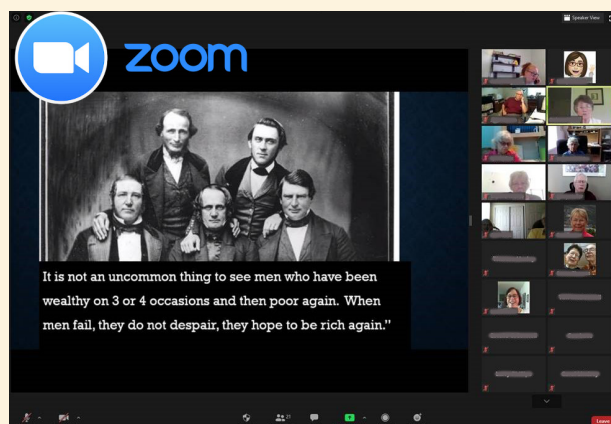 Speaker View
zoom
It is not an uncommon thing to see men who have been
wealthy on 3 or 4 occasions and then poor again. When
men fail, they do not despair, they hope to be rich again.”
21
Leave